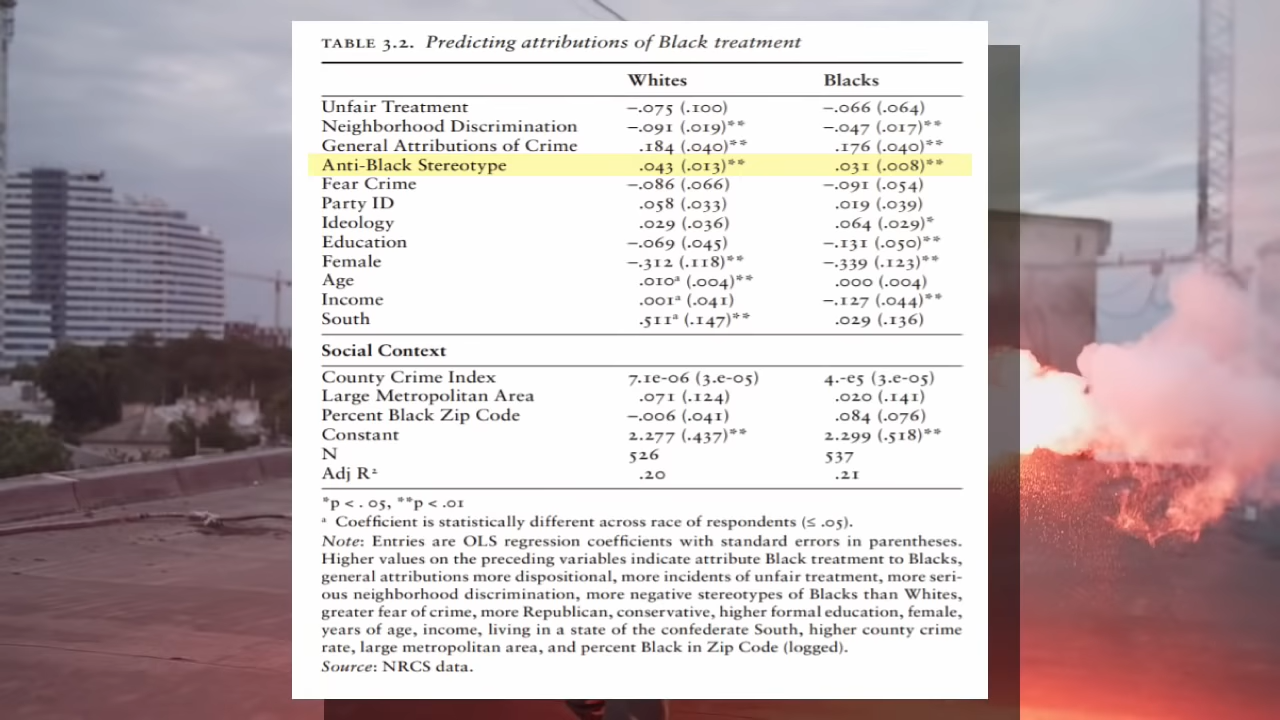 TABLE 3.2. Predicting attributions of Black treatment
Whites Blacks
Unfair Treatment –.075 (.100) –.066 (.064)
Neighborhood Discrimination –.091 (.019)** –.047 (.017)**
General Attributions of Crime .184 (.040)** .176 (.040)**
Anti-Black Stereotype .043 (.013)** .031 (.008)**
Fear Crime –.086 (.066) –.091 (.054)
Party ID .058 (.033) .019 (.039)
Ideology .029 (.036) .064 (.029)*
Education –.069 (.045) –.131 (.050)**
Female –.312 (.118)** –.339 (.123)**
Age .010ᵃ (.004)** .000 (.004)
Income .001ᵃ (.041) –.127 (.044)**
South .511ᵃ (.147)** .029 (.136)
Social Context
County Crime Index 7.1e-06 (3.e-05) 4.-e5 (3.e-05)
Large Metropolitan Area .071 (.124) .020 (.141)
Percent Black Zip Code –.006 (.041) .084 (.076)
Constant 2.277 (.437)** 2.299 (.518)**
N 526 537
Adj R² .20 .21
*p < . 05, **p < .01
ᵃ Coefficient is statistically different across race of respondents (≤ .05).
Note: Entries are OLS regression coefficients with standard errors in parentheses.
Higher values on the preceding variables indicate attribute Black treatment to Blacks,
general attributions more dispositional, more incidents of unfair treatment, more seri-
ous neighborhood discrimination, more negative stereotypes of Blacks than Whites,
greater fear of crime, more Republican, conservative, higher formal education, female,
years of age, income, living in a state of the confederate South, higher county crime
rate, large metropolitan area, and percent Black in Zip Code (logged).
Source: NRCS data.